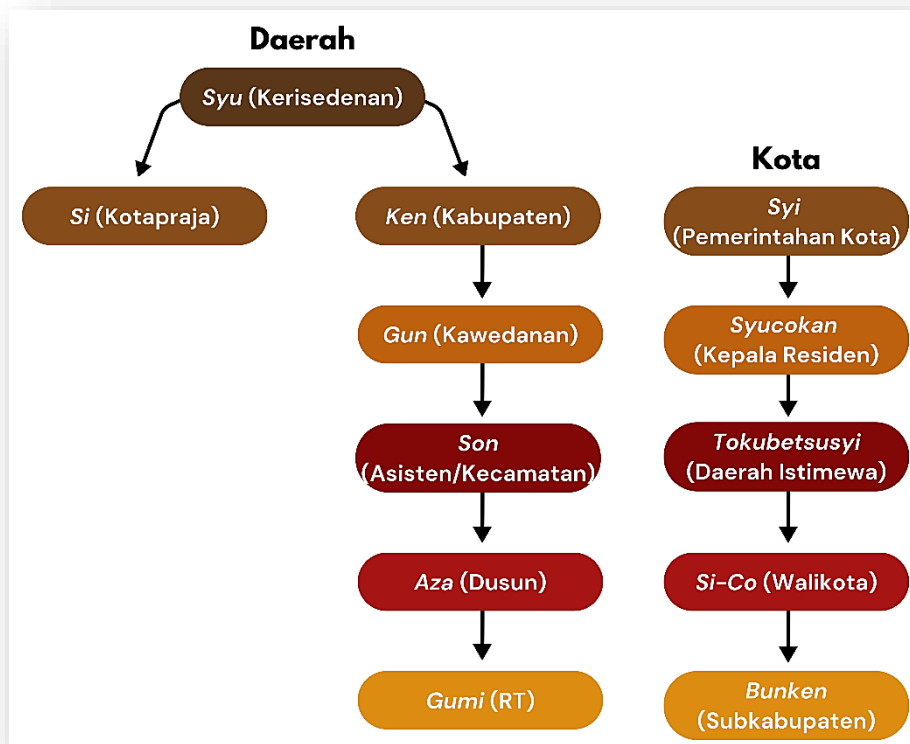 Daerah
Syu (Kerisedenan)
Si (Kotapraja)
Ken (Kabupaten)
Gun (Kawedanan)
Son
(Asisten/Kecamatan)
Aza (Dusun)
Gumi (RT)
Kota
Syi
(Pemerintahan Kota)
Syucokan
(Kepala Residen)
Tokubetsusyi
(Daerah Istimewa)
Si-Co (Walikota)
Bunken
(Subkabupaten)